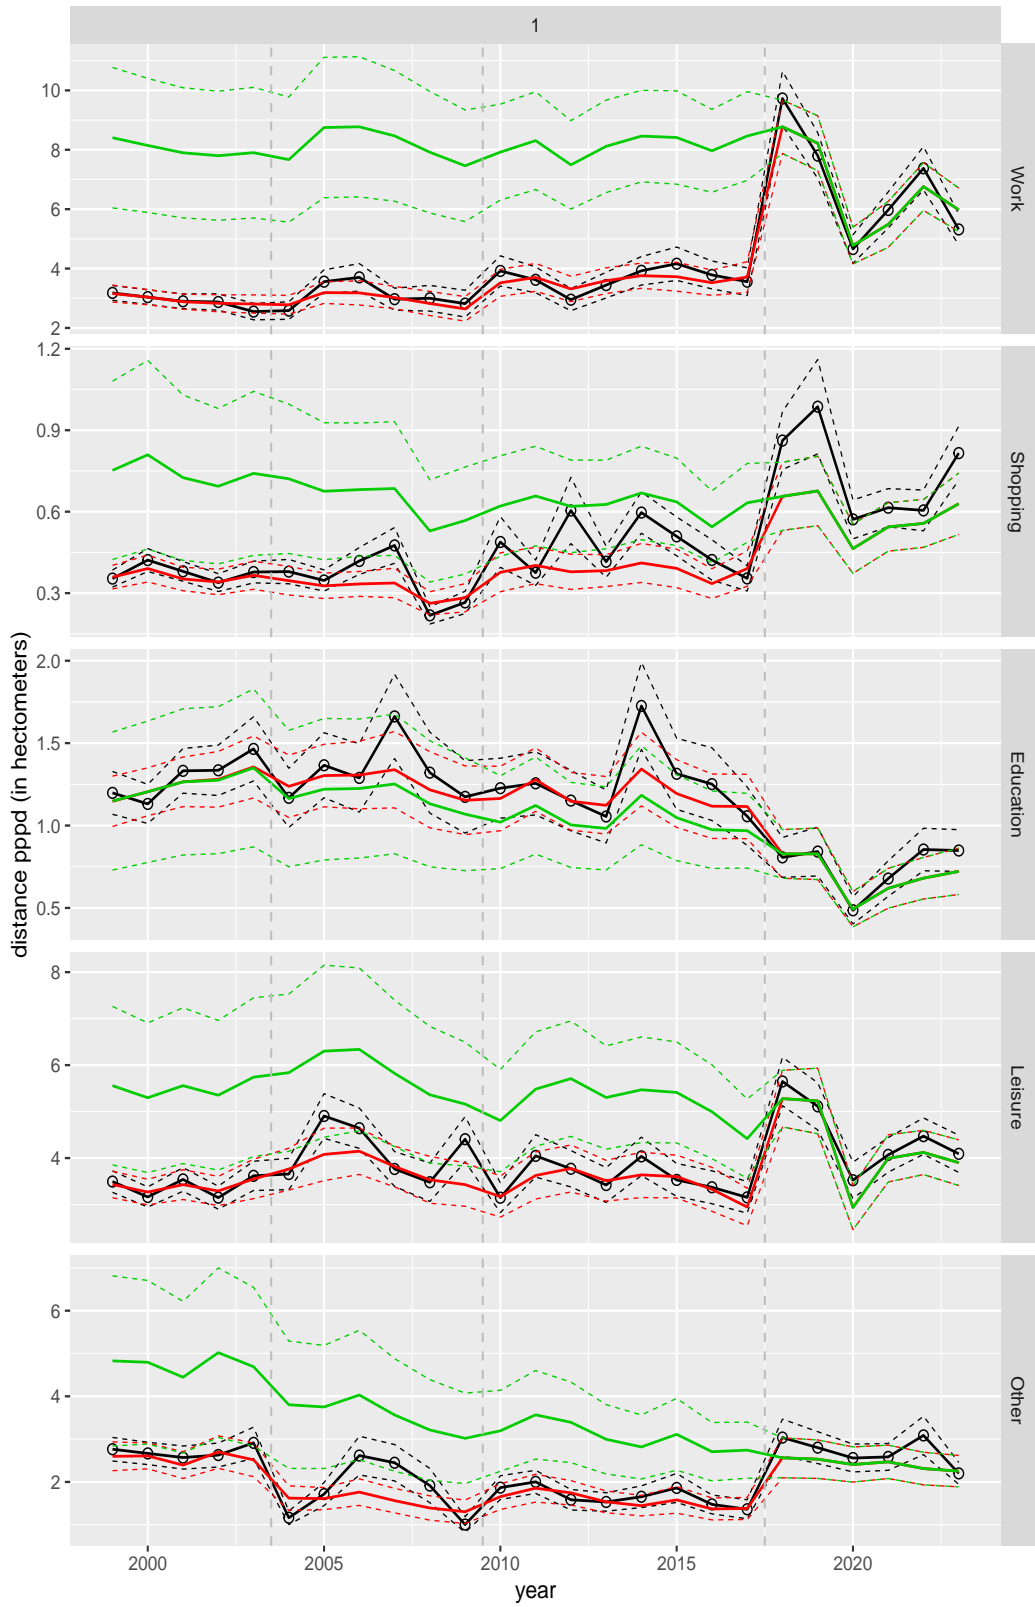 1
10
8
6
4
2
Work
1.2
0.9
0.6
0.3
Shopping
2.0
1.5
1.0
0.5
Education
8
6
4
Leisure
6
4
2
Other
distance pppd (in hectometers)
2000 2005 2010 2015 2020
year